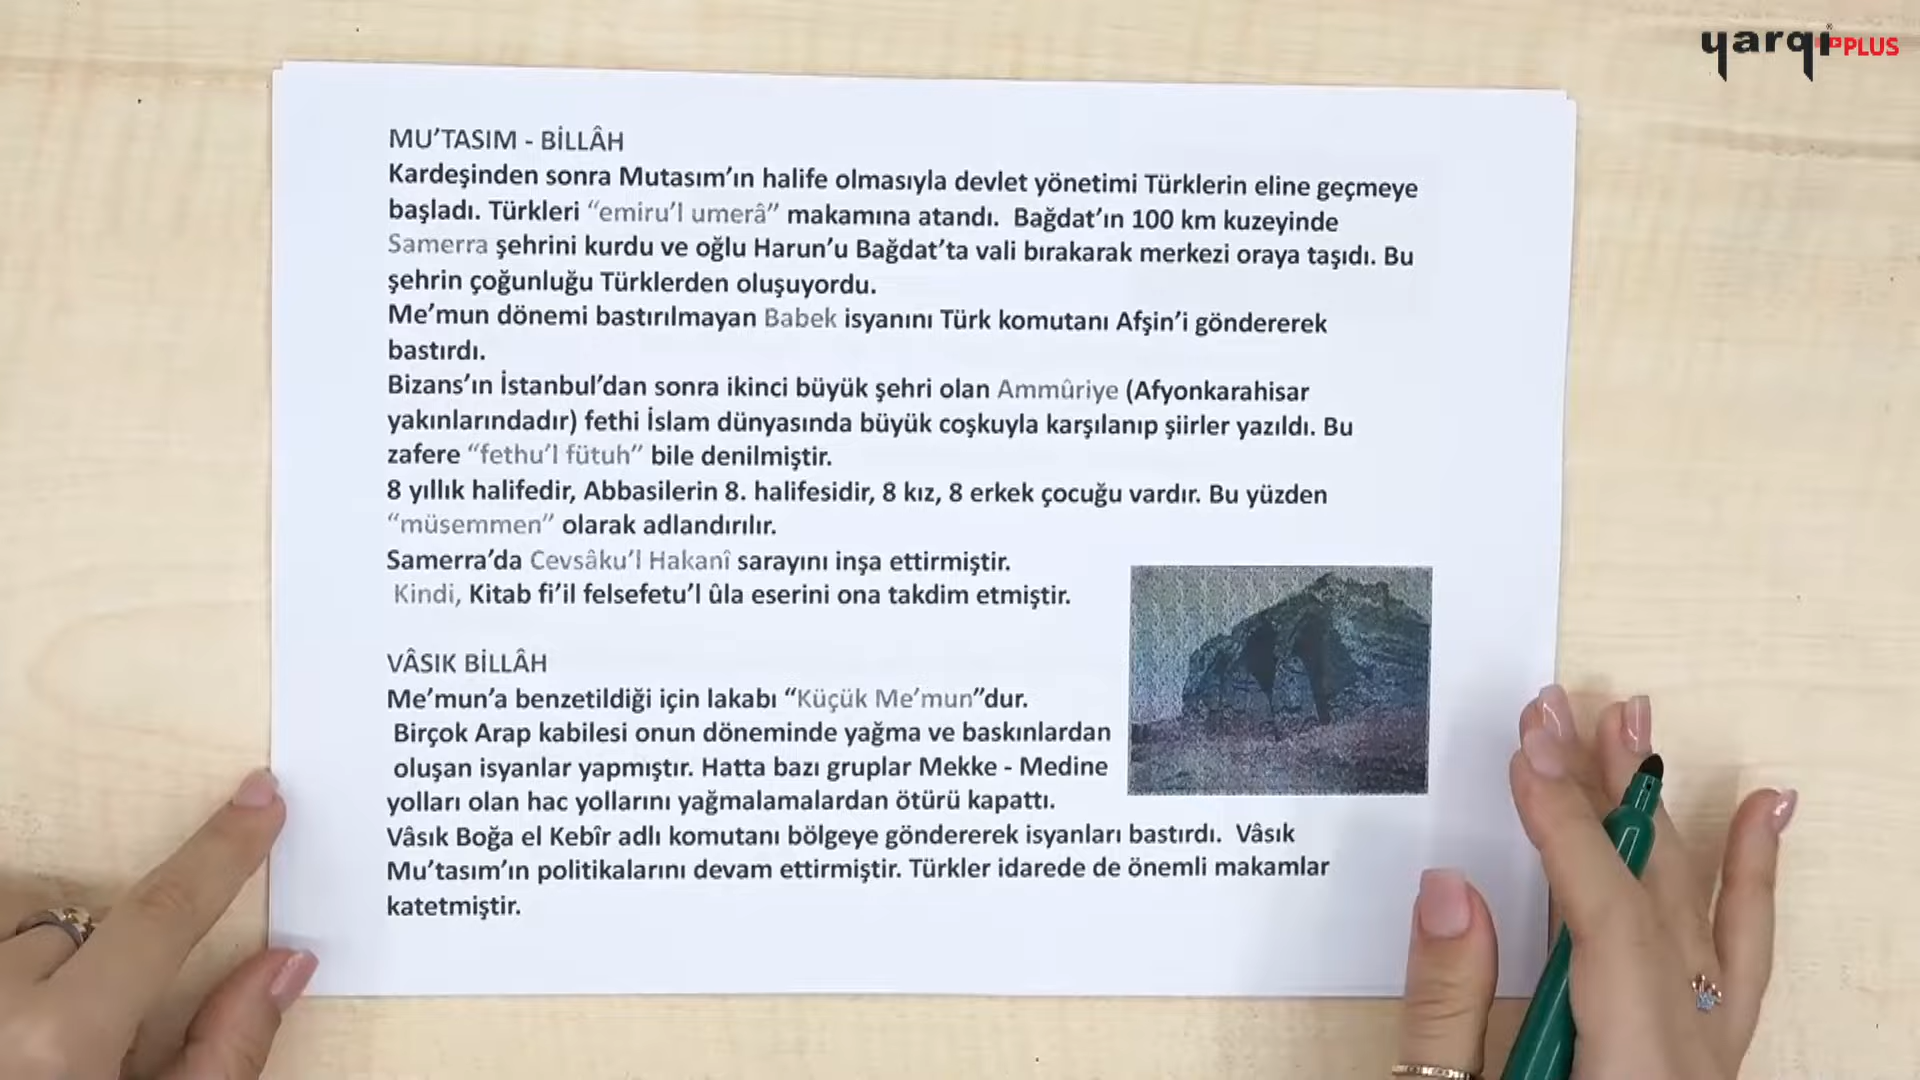 yarqi PLUS
MU’TASIM - BİLLÂH
Kardeşinden sonra Mutasım’ın halife olmasıyla devlet yönetimi Türklerin eline geçmeye
başladı. Türkleri “emiru’l umerâ” makamına atandı. Bağdat’ın 100 km kuzeyinde
Samerra şehrini kurdu ve oğlu Harun’u Bağdat’ta vali bırakarak merkezi oraya taşıdı. Bu
şehrin çoğunluğu Türklerden oluşuyordu.
Me’mun dönemi bastırılmayan Babek isyanını Türk komutanı Afşin’i göndererek
bastırdı.
Bizans’ın İstanbul’dan sonra ikinci büyük şehri olan Ammûriye (Afyonkarahisar
yakınlarındadır) fethi İslam dünyasında büyük coşkuyla karşılanıp şiirler yazıldı. Bu
zafere “fethu’l fütuh” bile denilmiştir.
8 yıllık halifedir, Abbasilerin 8. halifesidir, 8 kız, 8 erkek çocuğu vardır. Bu yüzden
“müsemmen” olarak adlandırılır.
Samerra’da Cevsâku’l Hakanî sarayını inşa ettirmiştir.
Kindi, Kitab fi’il felsefetu’l ûla eserini ona takdim etmiştir.
VÂSIK BİLLÂH
Me’mun’a benzetildiği için lakabı “Küçük Me’mun”dur.
Birçok Arap kabilesi onun döneminde yağma ve baskınlardan
oluşan isyanlar yapmıştır. Hatta bazı gruplar Mekke - Medine
yolları olan hac yollarını yağmalamalardan ötürü kapattı.
Vâsık Boğa el Kebîr adlı komutanı bölgeye göndererek isyanları bastırdı. Vâsık
Mu’tasım’ın politikalarını devam ettirmiştir. Türkler idarede de önemli makamlar
katetmiştir.